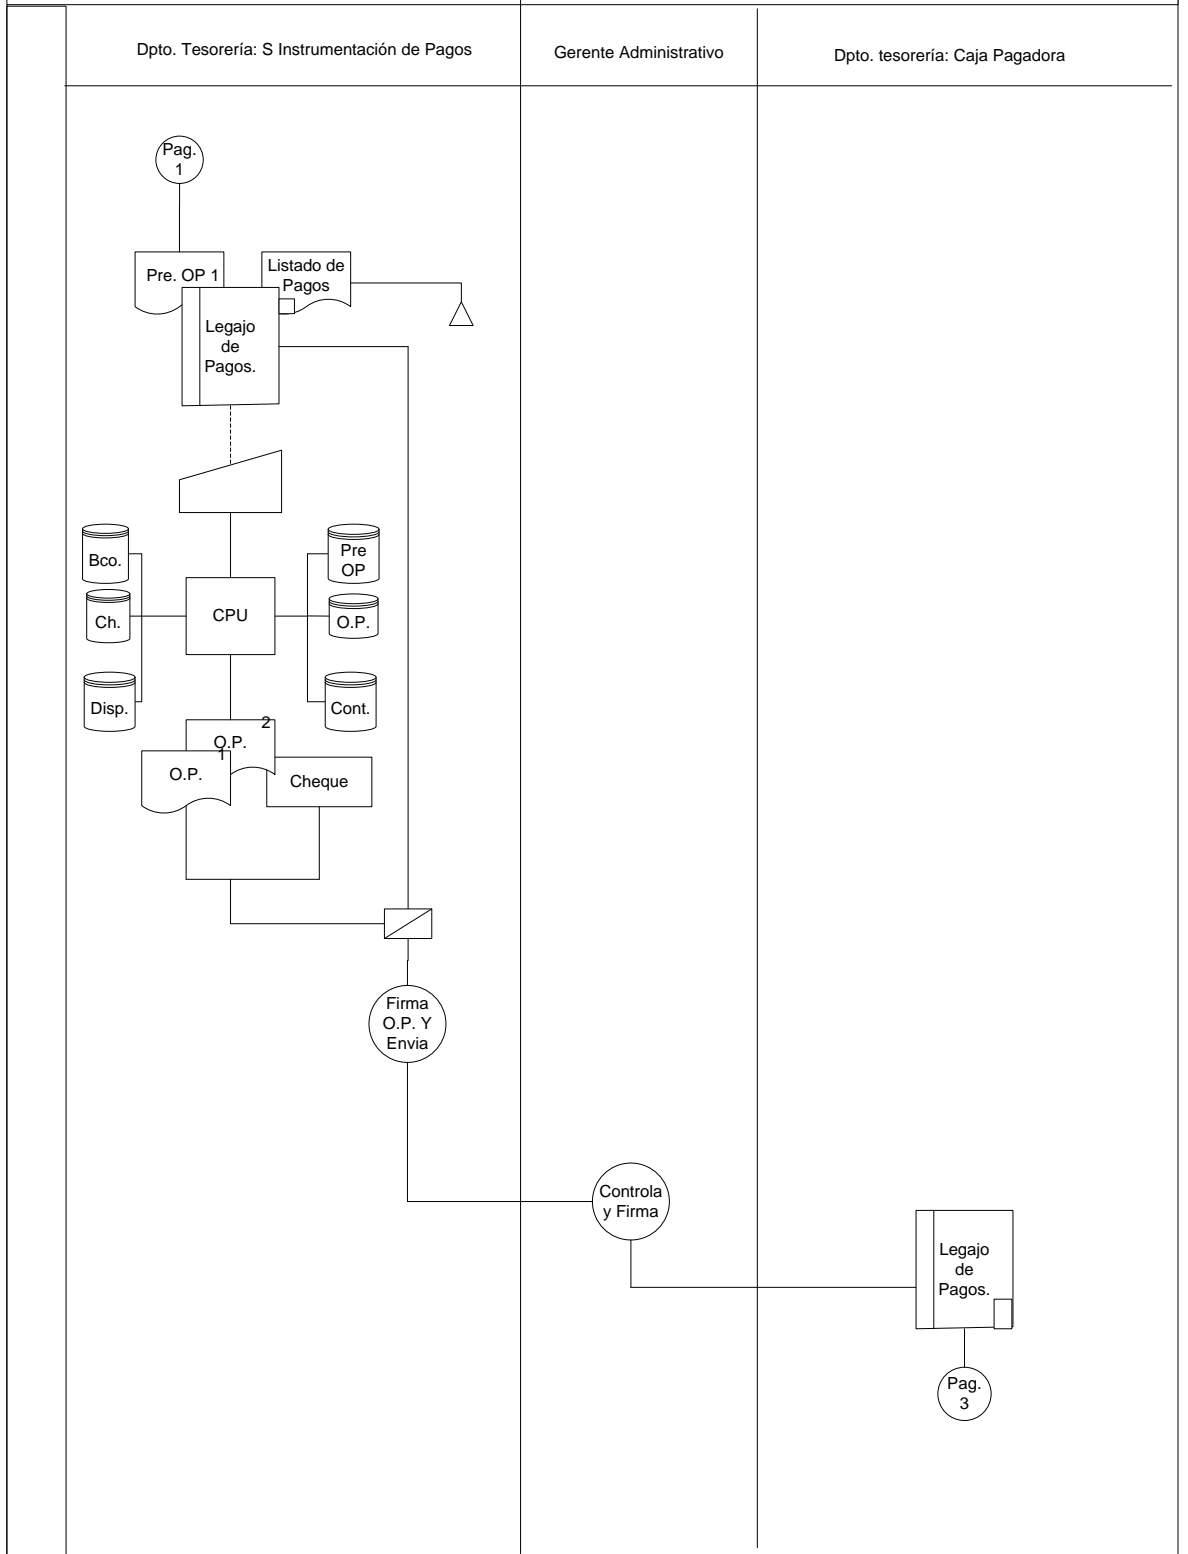 Dpto. Tesorería: S Instrumentación de Pagos
Gerente Administrativo
Dpto. tesorería: Caja Pagadora
Pag.
1
Pre. OP 1
Listado de
Pagos
Legajo
de
Pagos.
Bco.
Pre
OP
Ch.
CPU
O.P.
Disp.
Cont.
2
O.P.
1
O.P.
Cheque
Firma
O.P. Y
Envia
Controla
y Firma
Legajo
de
Pagos.
Pag.
3